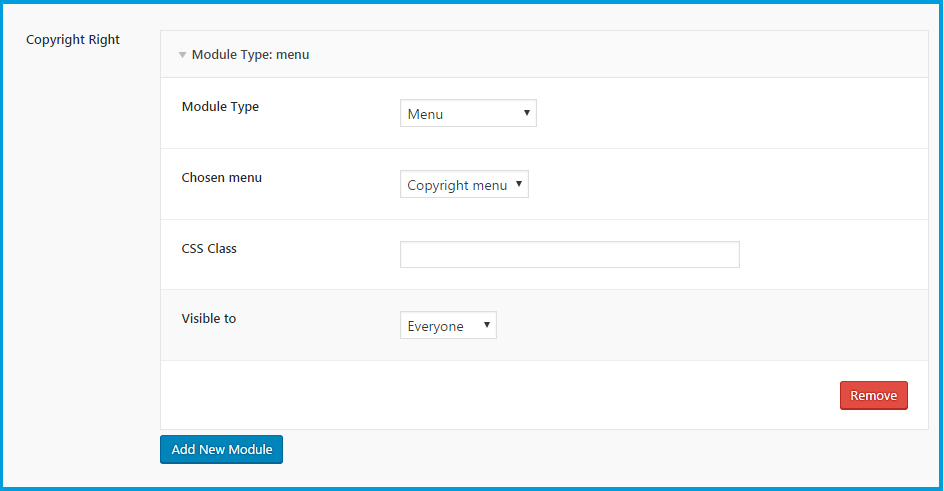 Copyright Right
Module Type: menu
Module Type
Menu
Chosen menu
Copyright menu
CSS Class
Visible to
Everyone
Remove
Add New Module